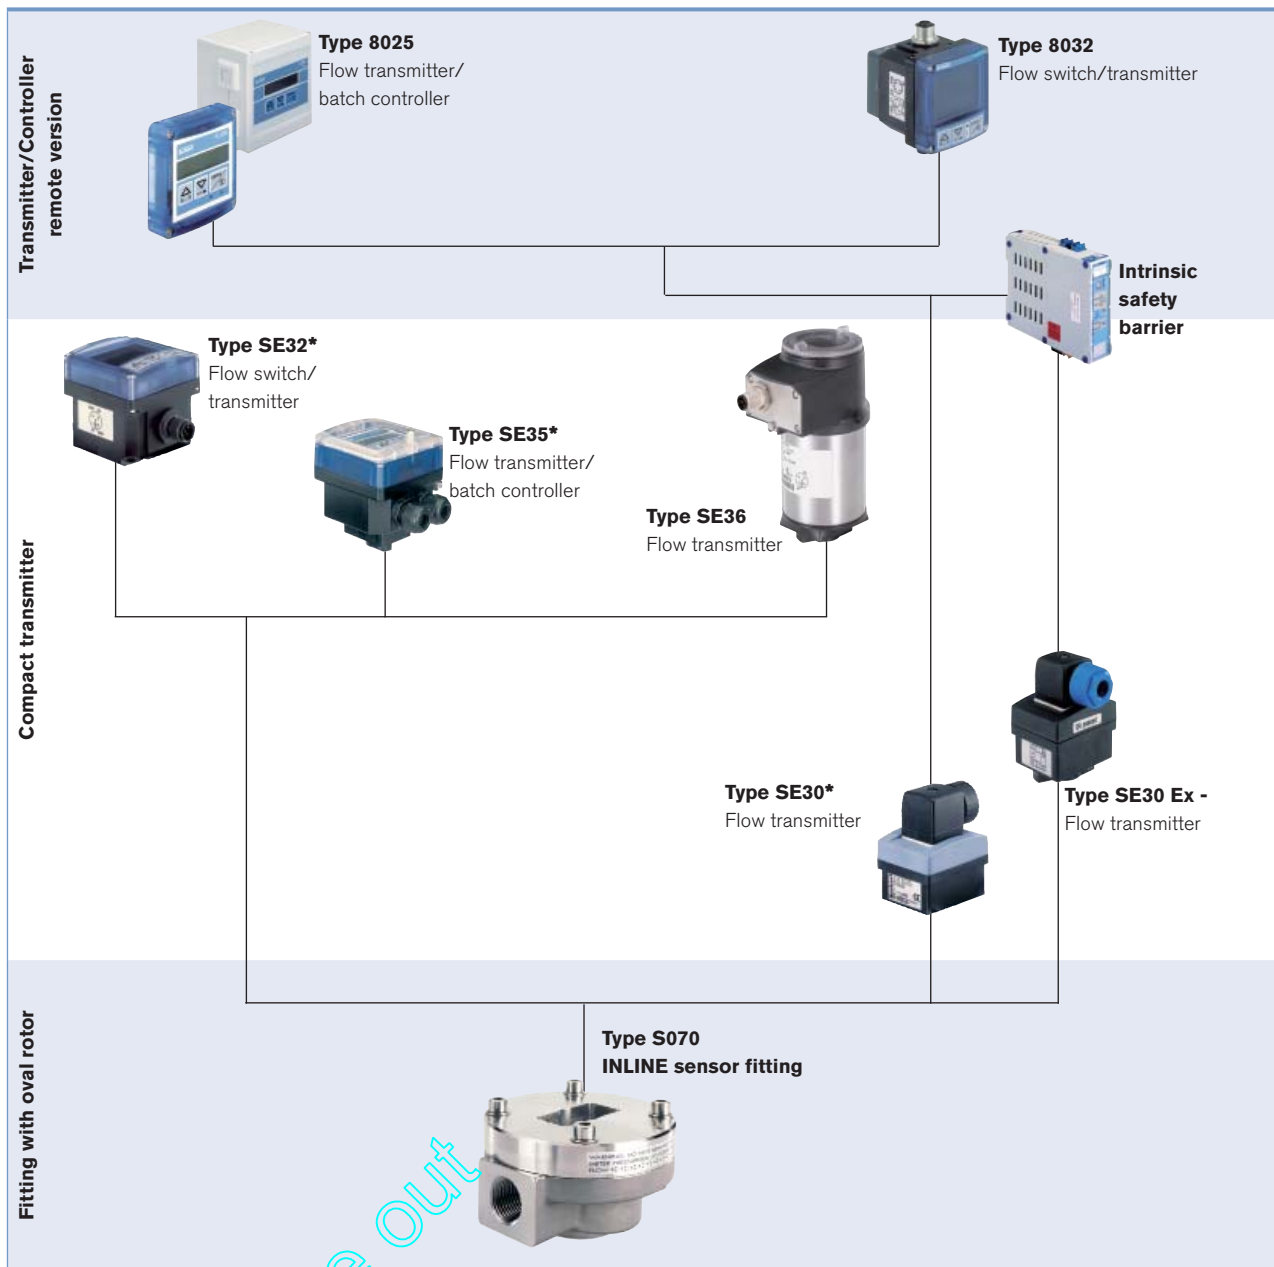 Transmitter/Controller
remote version
Type 8025
Flow transmitter/
batch controller
Type 8032
Flow switch/transmitter
Intrinsic
safety
barrier
Compact transmitter
Type SE32*
Flow switch/
transmitter
Type SE35*
Flow transmitter/
batch controller
Type SE36
Flow transmitter
Type SE30*
Flow transmitter
Type SE30 Ex -
Flow transmitter
Fitting with oval rotor
Type S070
INLINE sensor fitting
out